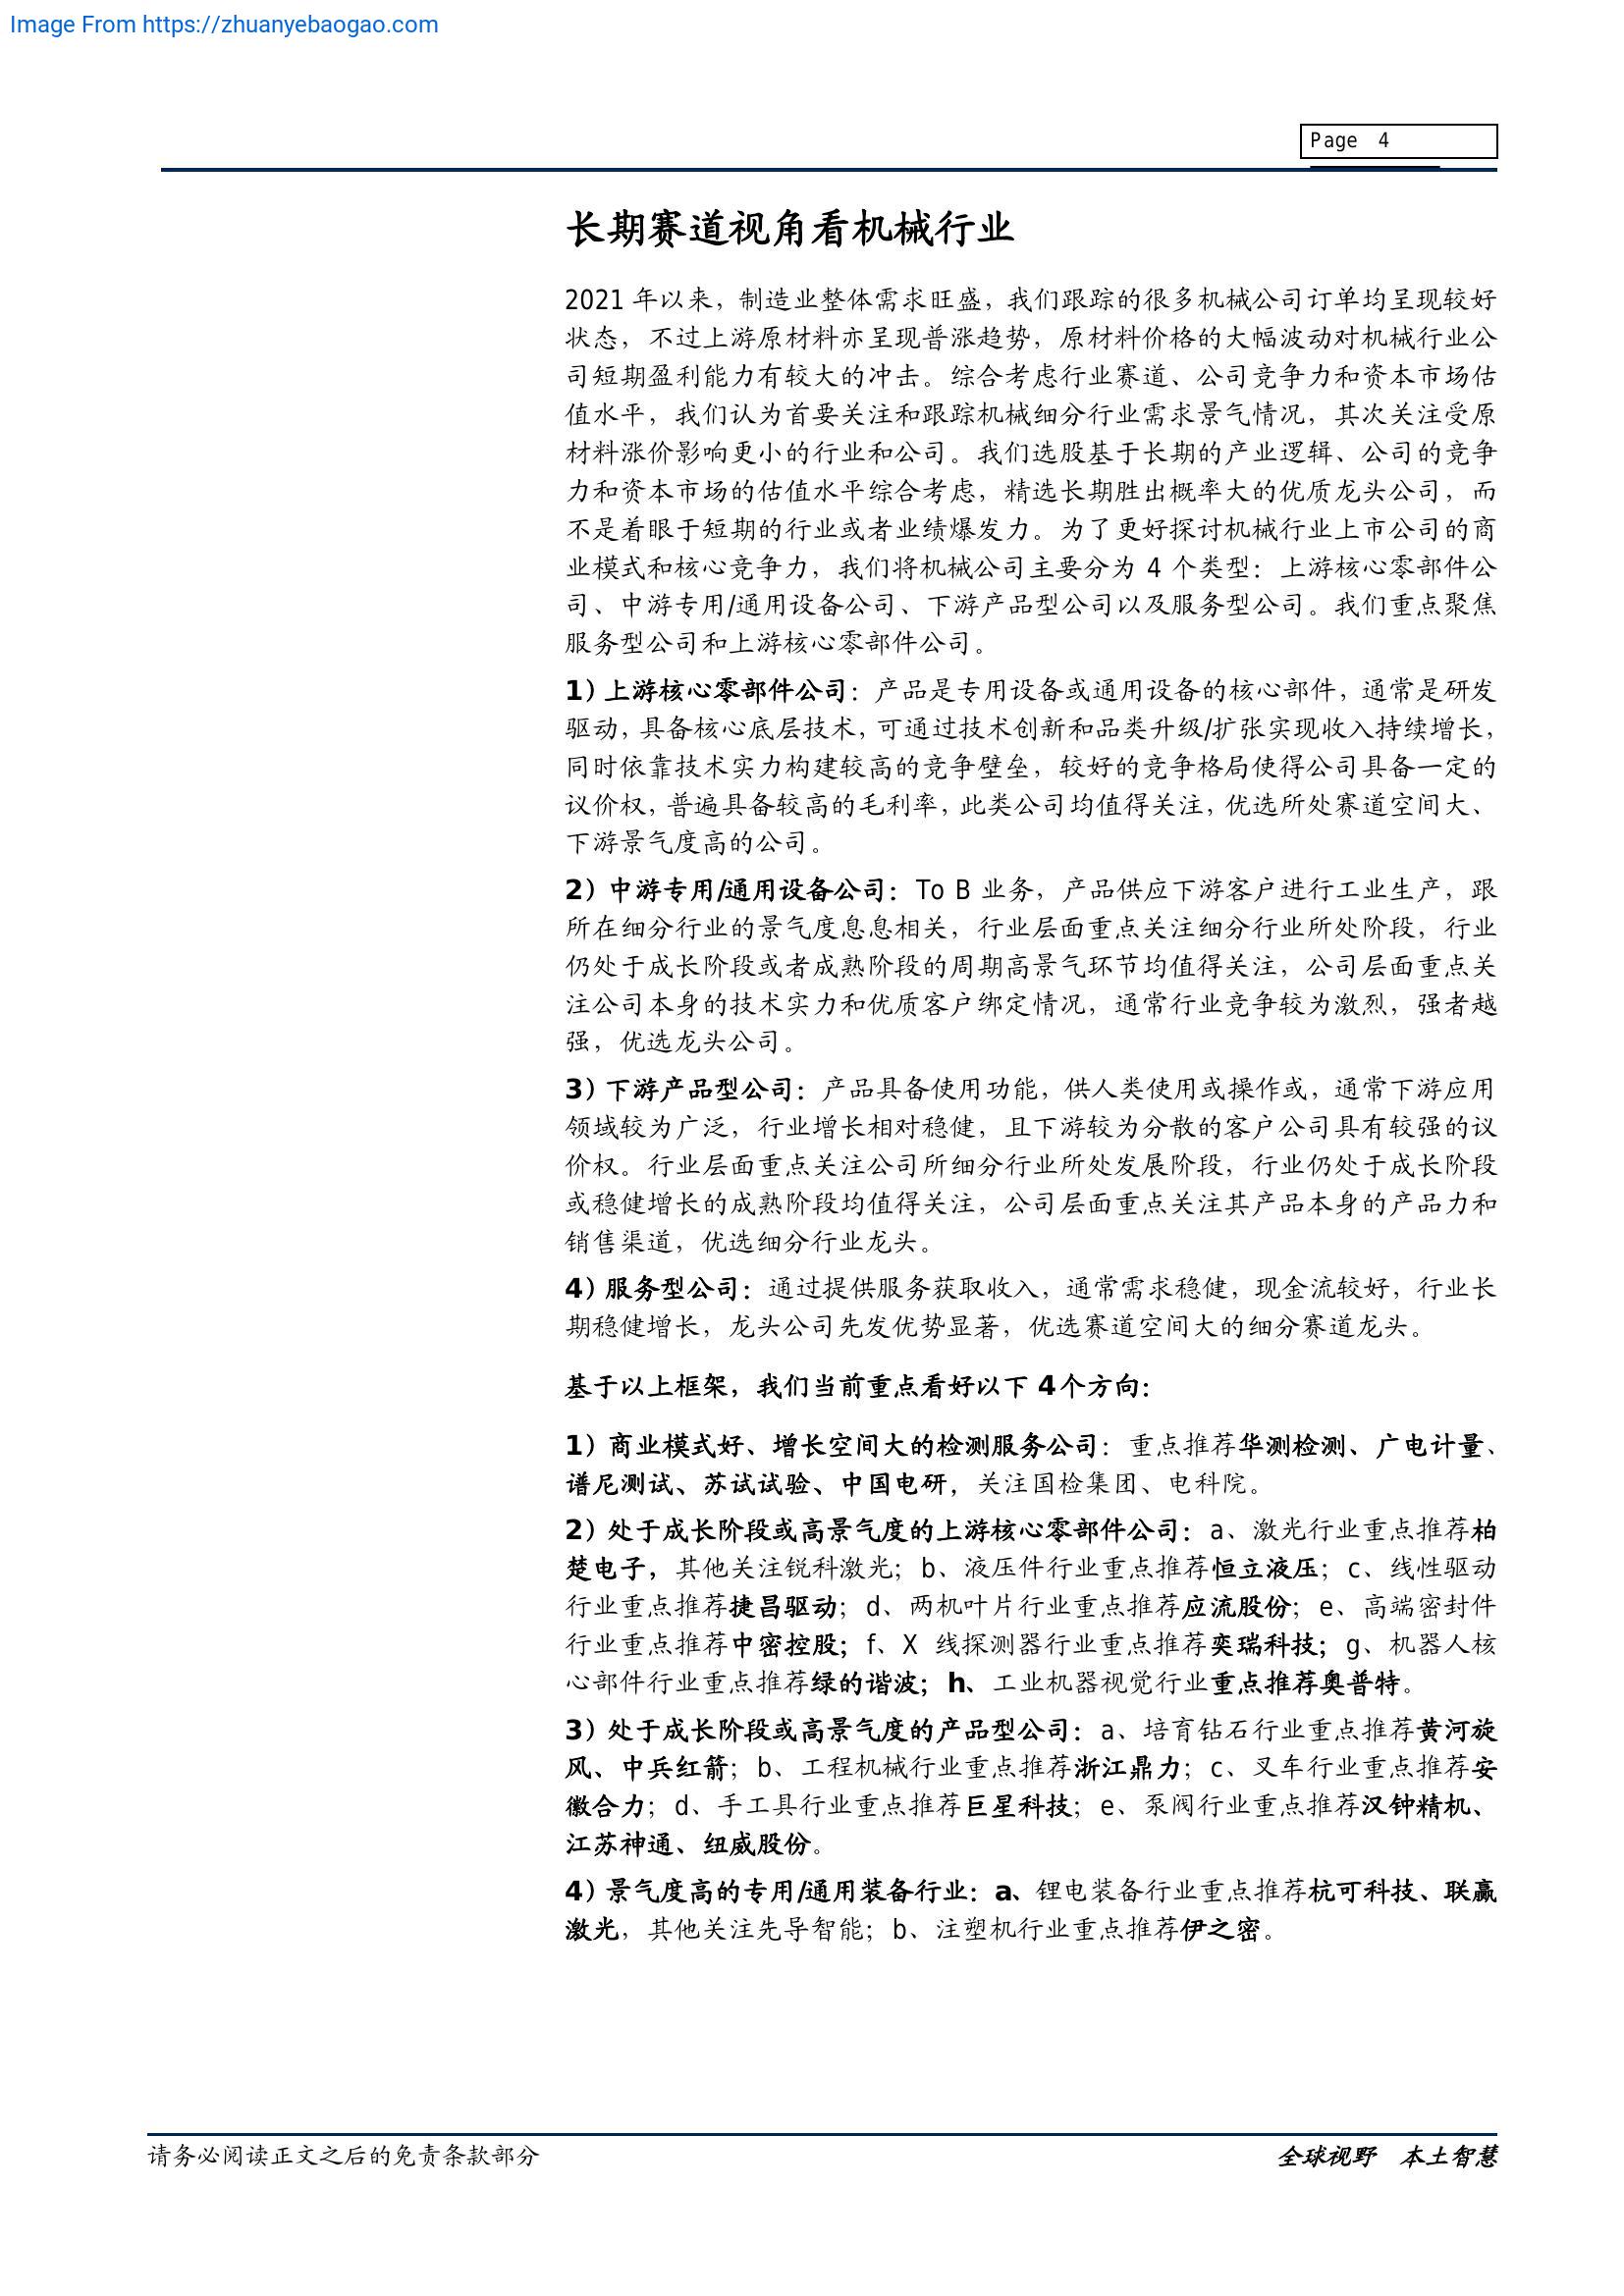 Image From https://zhuanyebaogao.com
Page 4
长期赛道视角看机械行业
2021 年以来，制造业整体需求旺盛，我们跟踪的很多机械公司订单均呈现较好
状态，不过上游原材料亦呈现普涨趋势，原材料价格的大幅波动对机械行业公
司短期盈利能力有较大的冲击。综合考虑行业赛道、公司竞争力和资本市场估
值水平，我们认为首要关注和跟踪机械细分行业需求景气情况，其次关注受原
材料涨价影响更小的行业和公司。我们选股基于长期的产业逻辑、公司的竞争
力和资本市场的估值水平综合考虑，精选长期胜出概率大的优质龙头公司，而
不是着眼于短期的行业或者业绩爆发力。为了更好探讨机械行业上市公司的商
业模式和核心竞争力，我们将机械公司主要分为 4 个类型：上游核心零部件公
司、中游专用/通用设备公司、下游产品型公司以及服务型公司。我们重点聚焦
服务型公司和上游核心零部件公司。
1）上游核心零部件公司：产品是专用设备或通用设备的核心部件，通常是研发
驱动，具备核心底层技术，可通过技术创新和品类升级/扩张实现收入持续增长，
同时依靠技术实力构建较高的竞争壁垒，较好的竞争格局使得公司具备一定的
议价权，普遍具备较高的毛利率，此类公司均值得关注，优选所处赛道空间大、
下游景气度高的公司。
2）中游专用/通用设备公司：To B 业务，产品供应下游客户进行工业生产，跟
所在细分行业的景气度息息相关，行业层面重点关注细分行业所处阶段，行业
仍处于成长阶段或者成熟阶段的周期高景气环节均值得关注，公司层面重点关
注公司本身的技术实力和优质客户绑定情况，通常行业竞争较为激烈，强者越
强，优选龙头公司。
3）下游产品型公司：产品具备使用功能，供人类使用或操作或，通常下游应用
领域较为广泛，行业增长相对稳健，且下游较为分散的客户公司具有较强的议
价权。行业层面重点关注公司所细分行业所处发展阶段，行业仍处于成长阶段
或稳健增长的成熟阶段均值得关注，公司层面重点关注其产品本身的产品力和
销售渠道，优选细分行业龙头。
4）服务型公司：通过提供服务获取收入，通常需求稳健，现金流较好，行业长
期稳健增长，龙头公司先发优势显著，优选赛道空间大的细分赛道龙头。
基于以上框架，我们当前重点看好以下 4 个方向：
1）商业模式好、增长空间大的检测服务公司：重点推荐华测检测、广电计量、
谱尼测试、苏试试验、中国电研，关注国检集团、电科院。
2）处于成长阶段或高景气度的上游核心零部件公司：a、激光行业重点推荐柏
楚电子，其他关注锐科激光；b、液压件行业重点推荐恒立液压；c、线性驱动
行业重点推荐捷昌驱动；d、两机叶片行业重点推荐应流股份；e、高端密封件
行业重点推荐中密控股；f、X 线探测器行业重点推荐奕瑞科技；g、机器人核
心部件行业重点推荐绿的谐波；h、工业机器视觉行业重点推荐奥普特。
3）处于成长阶段或高景气度的产品型公司：a、培育钻石行业重点推荐黄河旋
风、中兵红箭；b、工程机械行业重点推荐浙江鼎力；c、叉车行业重点推荐安
徽合力；d、手工具行业重点推荐巨星科技；e、泵阀行业重点推荐汉钟精机、
江苏神通、纽威股份。
4）景气度高的专用/通用装备行业：a、锂电装备行业重点推荐杭可科技、联赢
激光，其他关注先导智能；b、注塑机行业重点推荐伊之密。
请务必阅读正文之后的免责条款部分
全球视野 本土智慧